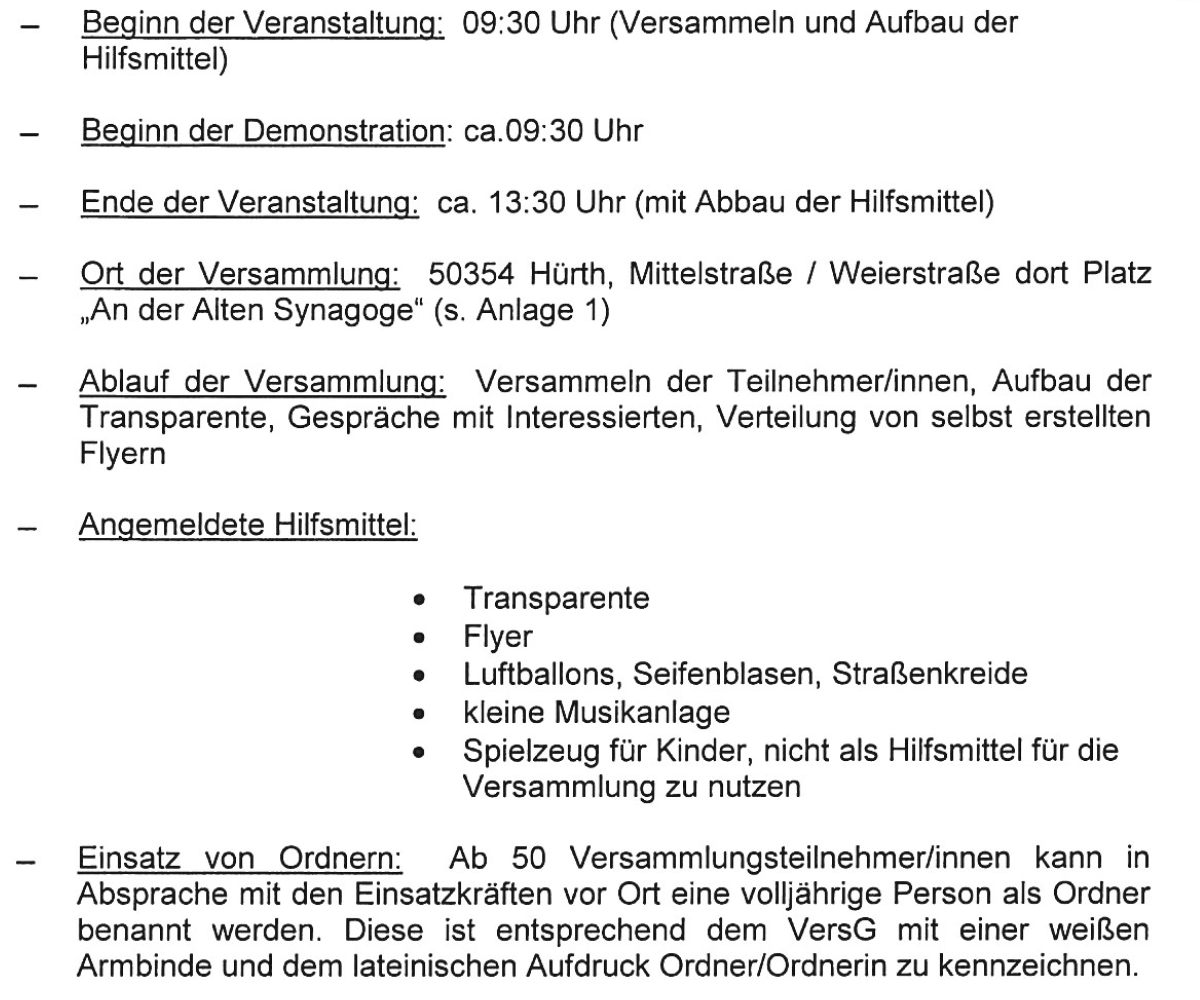 – Beginn der Veranstaltung: 09:30 Uhr (Versammeln und Aufbau der
Hilfsmittel)
– Beginn der Demonstration: ca.09:30 Uhr
– Ende der Veranstaltung: ca. 13:30 Uhr (mit Abbau der Hilfsmittel)
– Ort der Versammlung: 50354 Hürth, Mittelstraße / Weierstraße dort Platz
„An der Alten Synagoge“ (s. Anlage 1)
– Ablauf der Versammlung: Versammeln der Teilnehmer/innen, Aufbau der
Transparente, Gespräche mit Interessierten, Verteilung von selbst erstellten
Flyern
– Angemeldete Hilfsmittel:
• Transparente
• Flyer
• Luftballons, Seifenblasen, Straßenkreide
• kleine Musikanlage
• Spielzeug für Kinder, nicht als Hilfsmittel für die
Versammlung zu nutzen
– Einsatz von Ordnern: Ab 50 Versammlungsteilnehmer/innen kann in
Absprache mit den Einsatzkräften vor Ort eine volljährige Person als Ordner
benannt werden. Diese ist entsprechend dem VersG mit einer weißen
Armbinde und dem lateinischen Aufdruck Ordner/Ordnerin zu kennzeichnen.